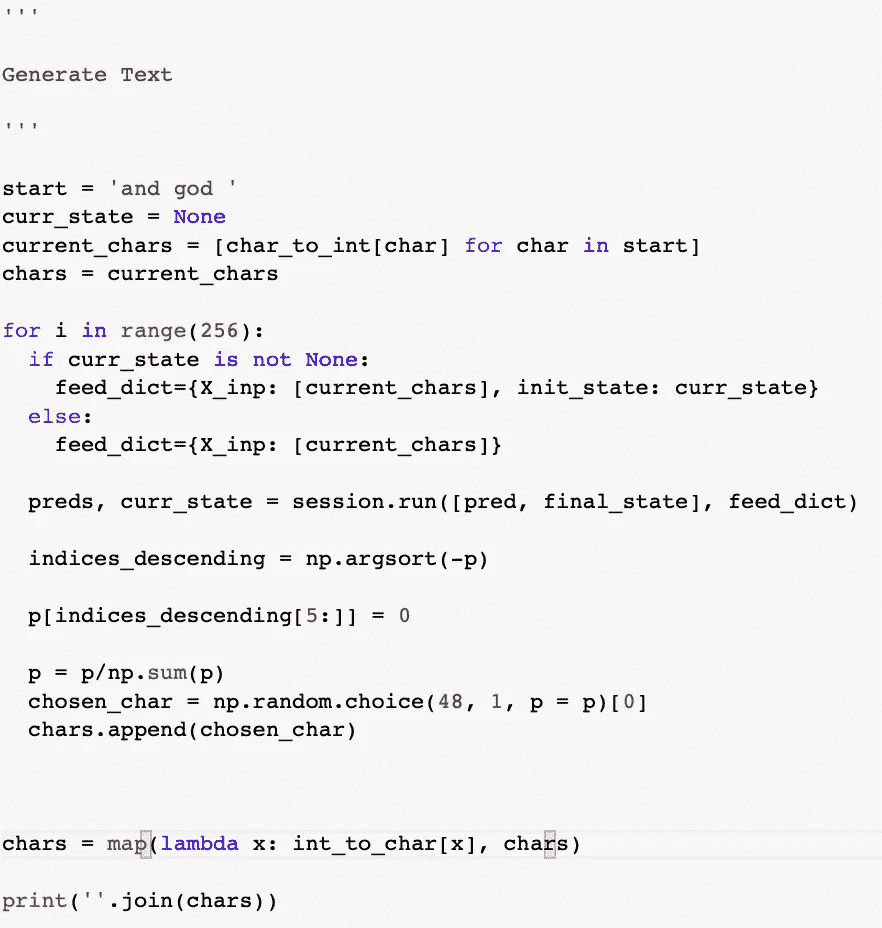 '''
Generate Text
'''
start = 'and god '
curr_state = None
current_chars = [char_to_int[char] for char in start]
chars = current_chars
for i in range(256):
  if curr_state is not None:
    feed_dict={X_inp: [current_chars], init_state: curr_state}
  else:
    feed_dict={X_inp: [current_chars]}
  preds, curr_state = session.run([pred, final_state], feed_dict)
  indices_descending = np.argsort(-p)
  p[indices_descending[5:]] = 0
  p = p/np.sum(p)
  chosen_char = np.random.choice(48, 1, p = p)[0]
  chars.append(chosen_char)
chars = map(lambda x: int_to_char[x], chars)
print(''.join(chars))